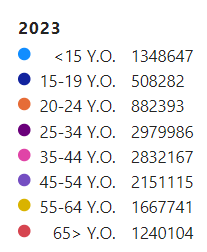 2023
<15 Y.O. 1348647
15-19 Y.O. 508282
20-24 Y.O. 882393
25-34 Y.O. 2979986
35-44 Y.O. 2832167
45-54 Y.O. 2151115
55-64 Y.O. 1667741
65> Y.O. 1240104